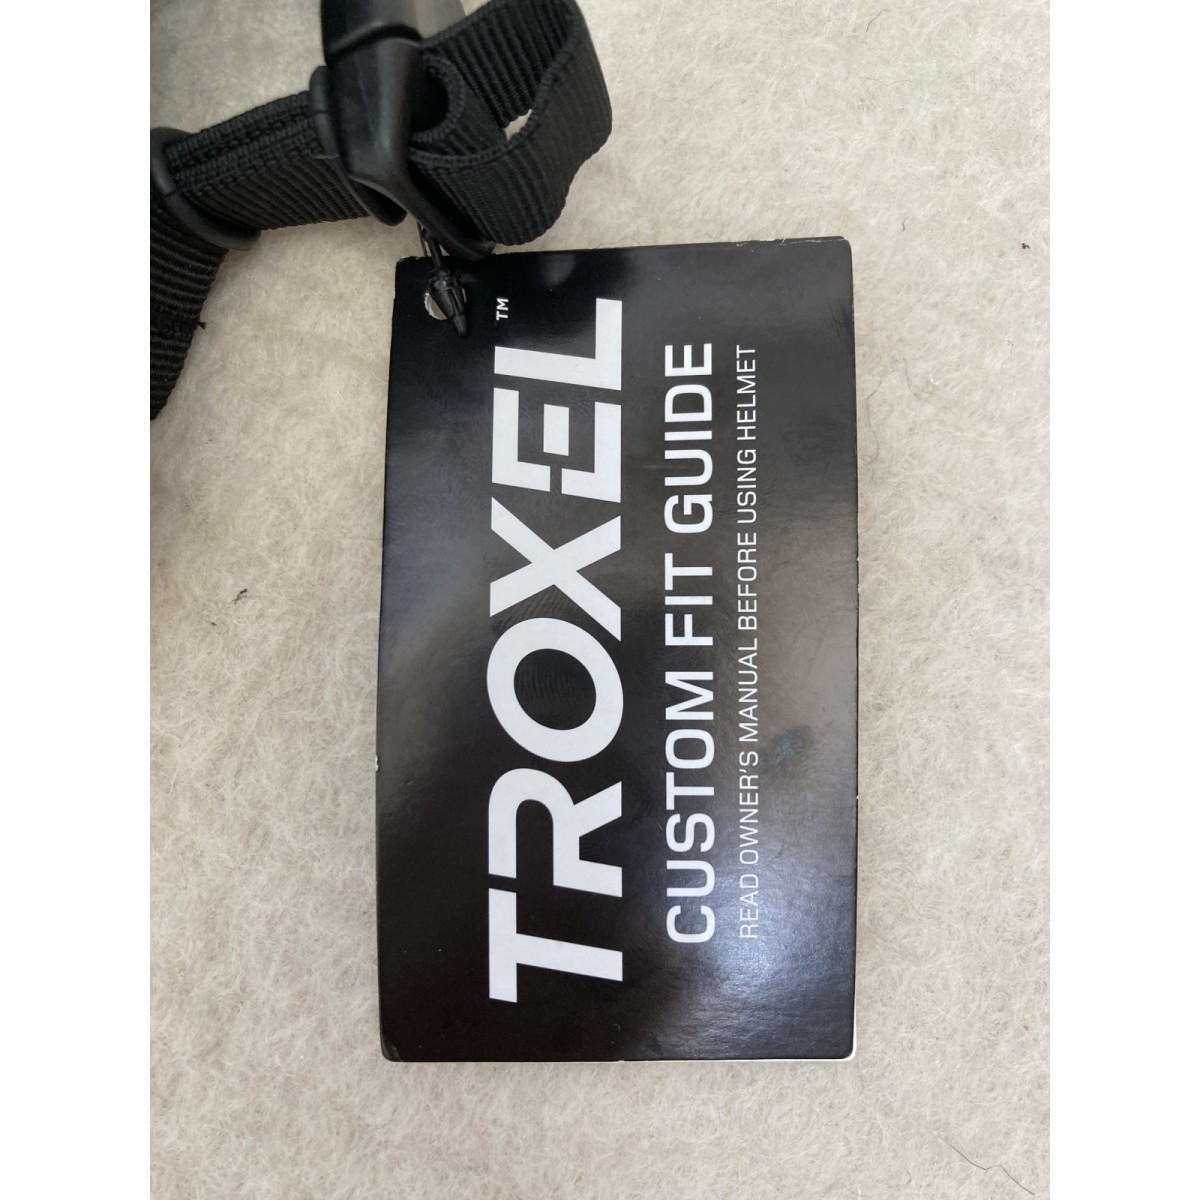 TROXEL™
CUSTOM FIT GUIDE
READ OWNER'S MANUAL BEFORE USING HELMET